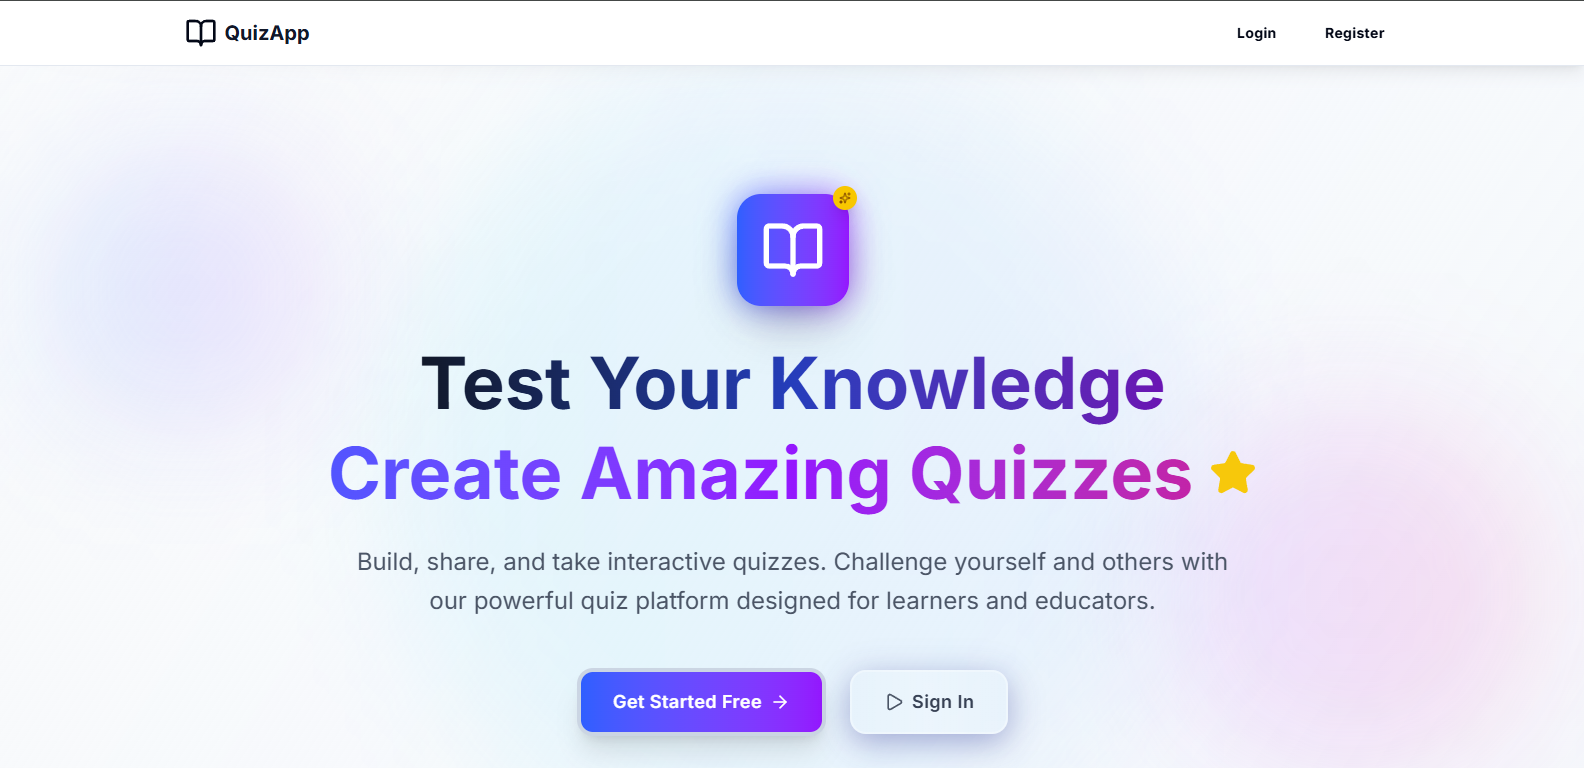 QuizApp
Login
Register
Test Your Knowledge
Create Amazing Quizzes
Build, share, and take interactive quizzes. Challenge yourself and others with
our powerful quiz platform designed for learners and educators.
Get Started Free
Sign In